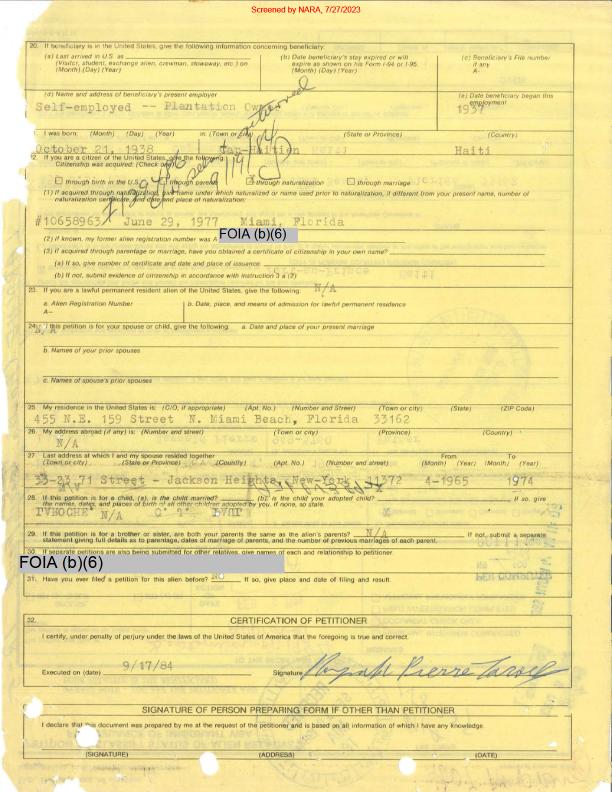 Screened by NARA, 7/27/2023
20. If beneficiary is in the United States, give the following information concerning beneficiary:
(a) Last arrived in U.S. as
(Visitor, student, exchange alien, crewman, stowaway, etc.) on
(Month) (Day) (Year)
(b) Date beneficiary's stay expired or will
expire as shown on his Form I-94 or I-95.
(Month) (Day) (Year)
(c) Beneficiary's File number
if any
A-
(d) Name and address of beneficiary's present employer
(e) Date beneficiary began this
employment
Self-employed -- Plantation Owner
1937
I was born: (Month) (Day) (Year) in: (Town or city) (State or Province) (Country)
October 21, 1938 Cap-Haitien Haiti
If you are a citizen of the United States, give the following:
Citizenship was acquired: (Check one)
through birth in the U.S. through parents through naturalization through marriage
(1) If acquired through naturalization, give name under which naturalized or name used prior to naturalization, if different from your present name, number of
naturalization certificate, and date and place of naturalization:
#10658963 June 29, 1977 Miami, Florida
(2) If known, my former alien registration number was A FOIA (b)(6)
(3) If acquired through parentage or marriage, have you obtained a certificate of citizenship in your own name?
(a) If so, give number of certificate and date and place of issuance
(b) If not, submit evidence of citizenship in accordance with instruction 3 a (2)
23. If you are a lawful permanent resident alien of the United States, give the following: N/A
a. Alien Registration Number
A-
b. Date, place, and means of admission for lawful permanent residence
24. If this petition is for your spouse or child, give the following: a. Date and place of your present marriage
N/A
b. Names of your prior spouses
c. Names of spouse's prior spouses
25. My residence in the United States is: (C/O, if appropriate) (Apt. No.) (Number and Street) (Town or city) (State) (ZIP Code)
455 N.E. 159 Street N. Miami Beach, Florida 33162
26. My address abroad (if any) is: (Number and street) (Town or city) (Province) (Country)
N/A
27. Last address at which I and my spouse resided together
(Town or city) (State or Province) (Country) (Apt. No.) (Number and street)
From To
(Month) (Year) (Month) (Year)
33-23 71 Street - Jackson Heights, New-York 11372 4-1965 1974
28. If this petition is for a child, (a). is the child married? (b). is the child your adopted child? If so, give
the names, dates, and places of birth of all other children adopted by you. If none, so state.
N/A
29. If this petition is for a brother or sister, are both your parents the same as the alien's parents? N/A If not, submit a separate
statement giving full details as to parentage, dates of marriage of parents, and the number of previous marriages of each parent.
30. If separate petitions are also being submitted for other relatives, give names of each and relationship to petitioner.
FOIA (b)(6)
31. Have you ever filed a petition for this alien before? NO If so, give place and date of filing and result.
32. CERTIFICATION OF PETITIONER
I certify, under penalty of perjury under the laws of the United States of America that the foregoing is true and correct.
Executed on (date) 9/17/84 Signature
SIGNATURE OF PERSON PREPARING FORM IF OTHER THAN PETITIONER
I declare that this document was prepared by me at the request of the petitioner and is based on all information of which I have any knowledge.
(SIGNATURE) (ADDRESS) (DATE)